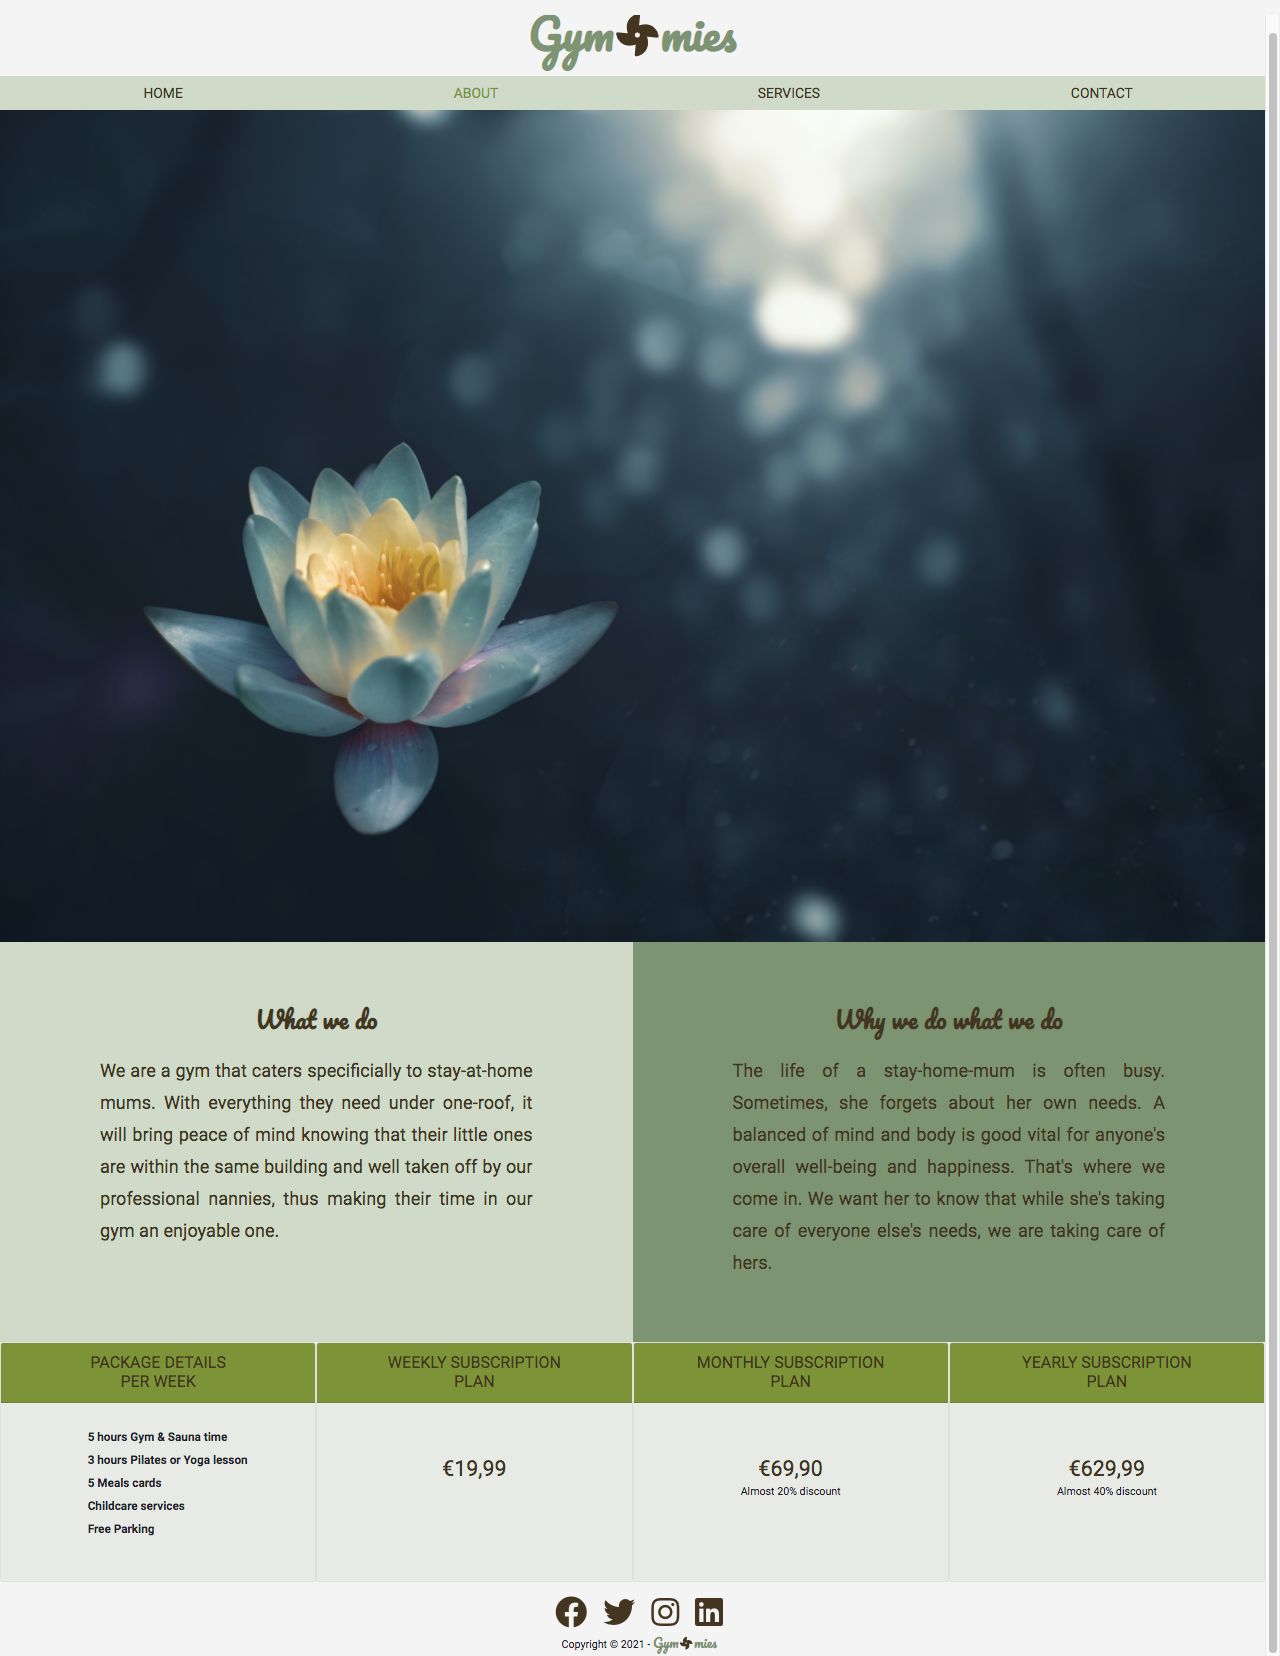 Gym mies
HOME ABOUT SERVICES CONTACT
What we do
We are a gym that caters specificially to stay-at-home
mums. With everything they need under one-roof, it
will bring peace of mind knowing that their little ones
are within the same building and well taken off by our
professional nannies, thus making their time in our
gym an enjoyable one.
Why we do what we do
The life of a stay-home-mum is often busy.
Sometimes, she forgets about her own needs. A
balanced of mind and body is good vital for anyone's
overall well-being and happiness. That's where we
come in. We want her to know that while she's taking
care of everyone else's needs, we are taking care of
hers.
PACKAGE DETAILS
PER WEEK
5 hours Gym & Sauna time
3 hours Pilates or Yoga lesson
5 Meals cards
Childcare services
Free Parking
WEEKLY SUBSCRIPTION
PLAN
€19,99
MONTHLY SUBSCRIPTION
PLAN
€69,90
Almost 20% discount
YEARLY SUBSCRIPTION
PLAN
€629,99
Almost 40% discount
Copyright © 2021 - Gym mies